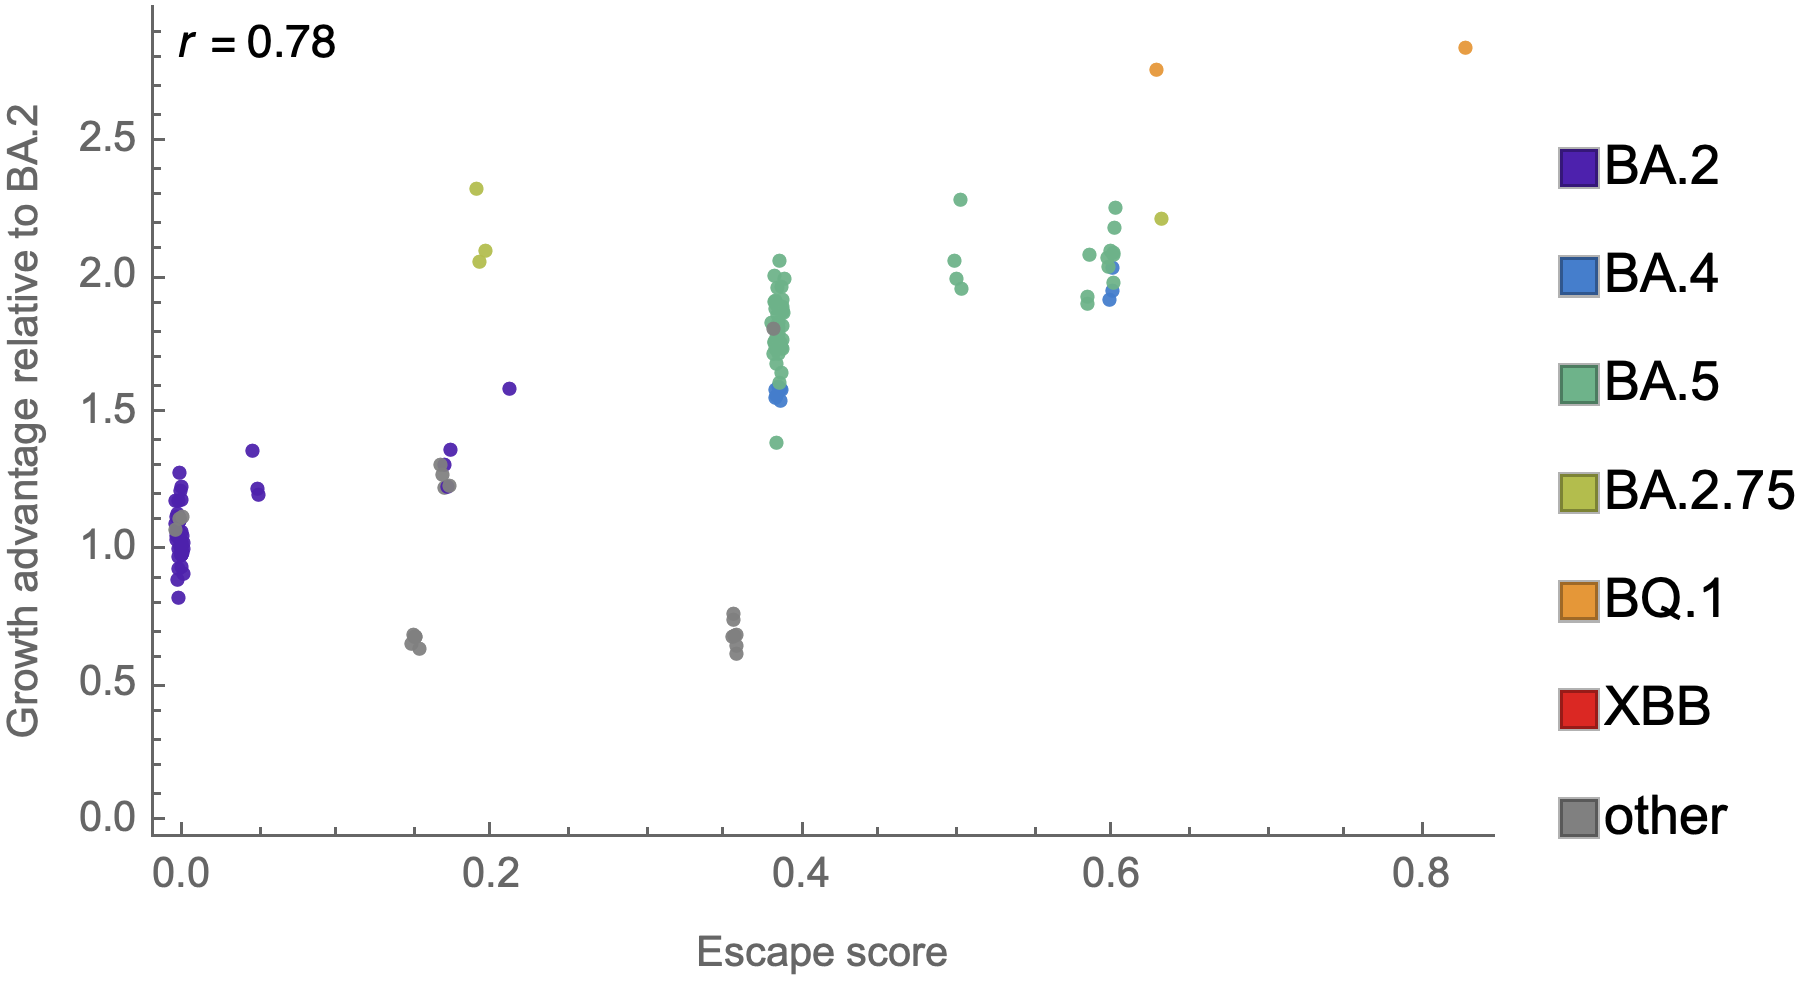 r = 0.78
Growth advantage relative to BA.2
2.5
2.0
1.5
1.0
0.5
0.0
0.0 0.2 0.4 0.6 0.8
Escape score
BA.2
BA.4
BA.5
BA.2.75
BQ.1
XBB
other